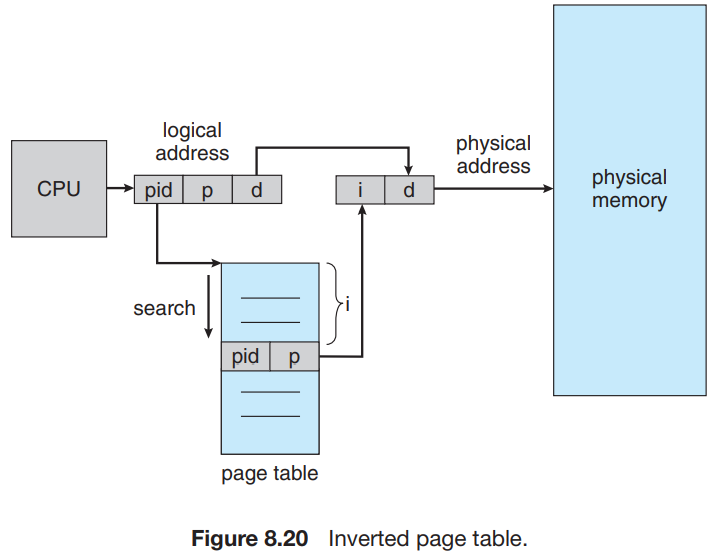 logical
address
physical
address
CPU
pid p d
i d
physical
memory
search
i
pid p
page table
Figure 8.20 Inverted page table.